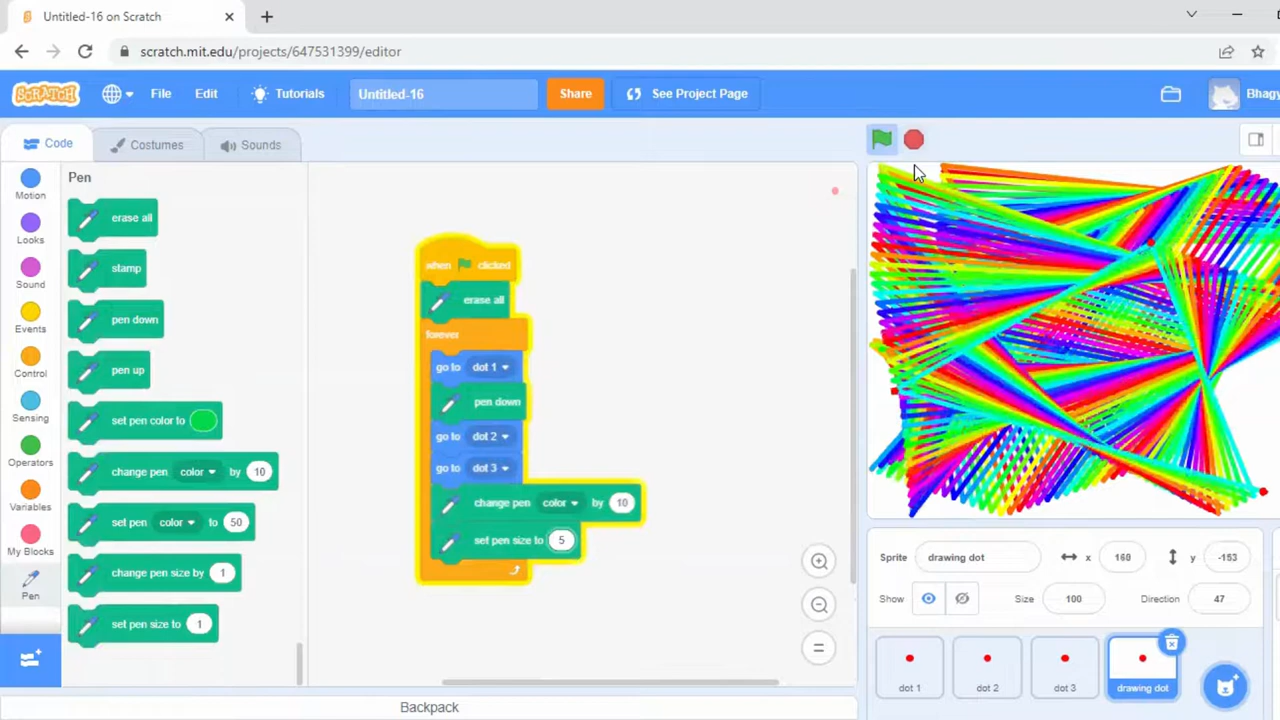 Untitled-16 on Scratch
scratch.mit.edu/projects/647531399/editor
SCRATCH File Edit Tutorials Untitled-16 Share See Project Page Bhagy
Code Costumes Sounds
Motion
Looks
Sound
Events
Control
Sensing
Operators
Variables
My Blocks
Pen
Pen
erase all
stamp
pen down
pen up
set pen color to
change pen color by 10
set pen color to 50
change pen size by 1
set pen size to 1
when clicked
erase all
forever
go to dot 1
pen down
go to dot 2
go to dot 3
change pen color by 10
set pen size to 5
Sprite drawing dot x 160 y -153
Show Size 100 Direction 47
dot 1 dot 2 dot 3 drawing dot
Backpack